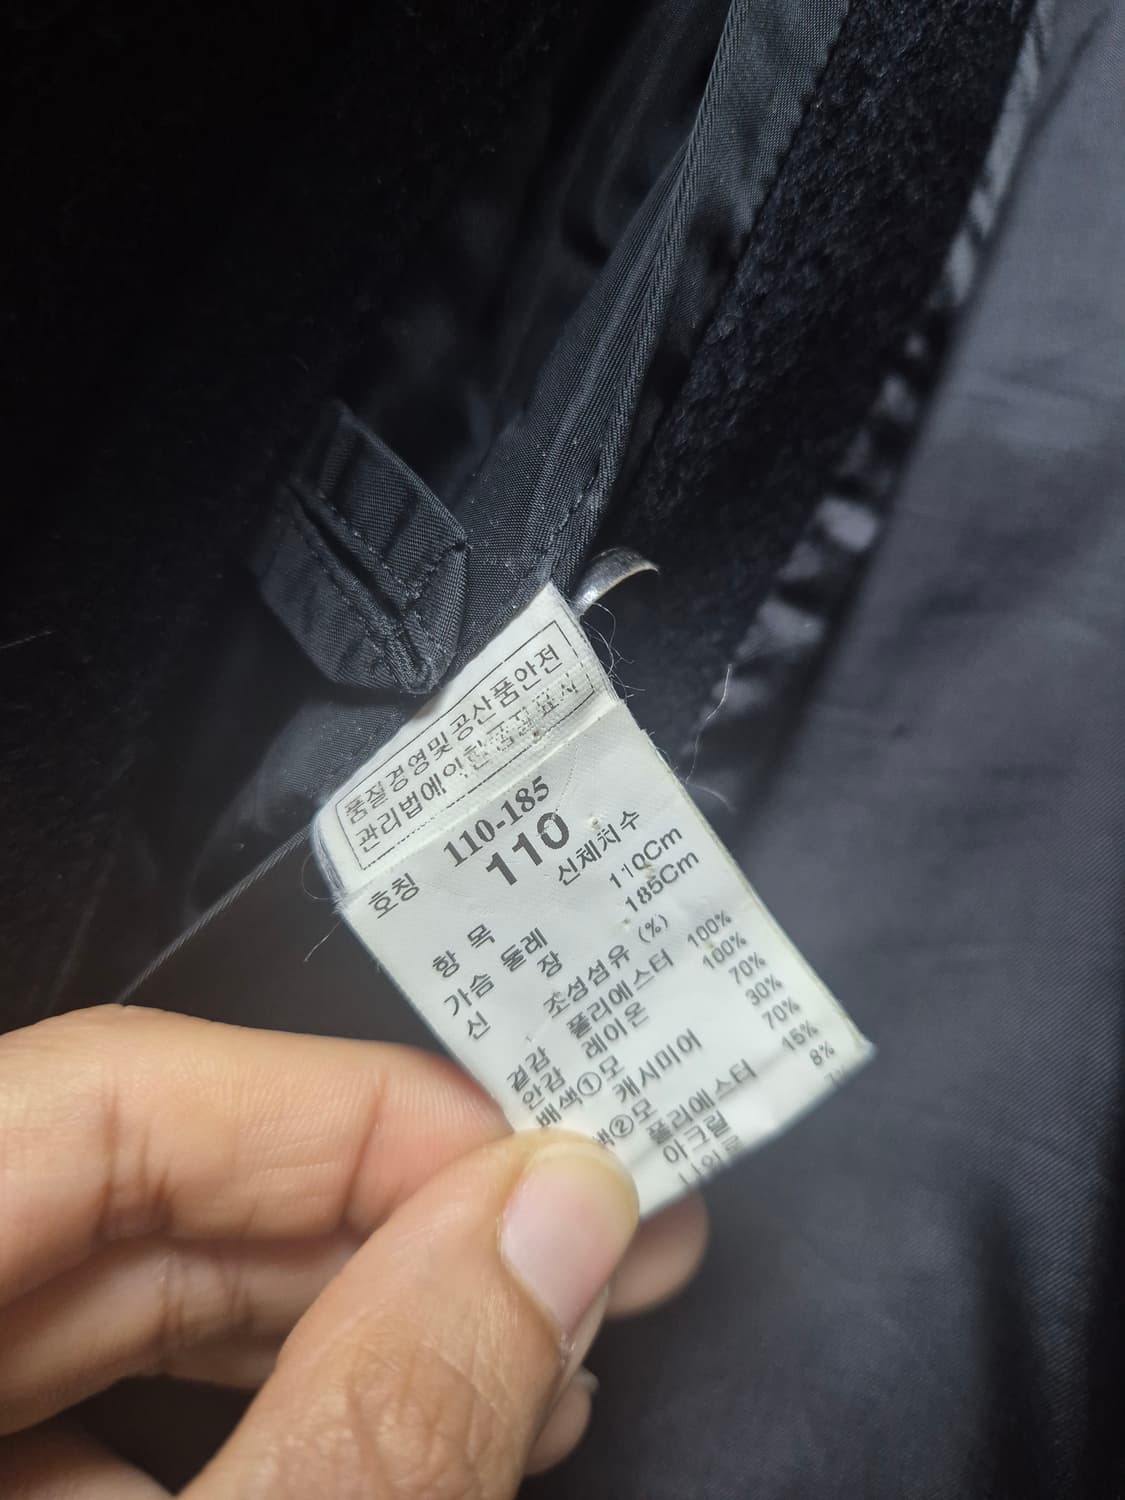 품질경영및공산품안전
관리법에의한품질표시
110-185
호칭 110
신체치수
항 목
가슴 둘레 110Cm
신 장 185Cm
조성섬유 (%)
겉감 폴리에스터 100%
안감 레이온 100%
배색①모 70%
캐시미어 30%
색②모 70%
폴리에스터 15%
아크릴 8%